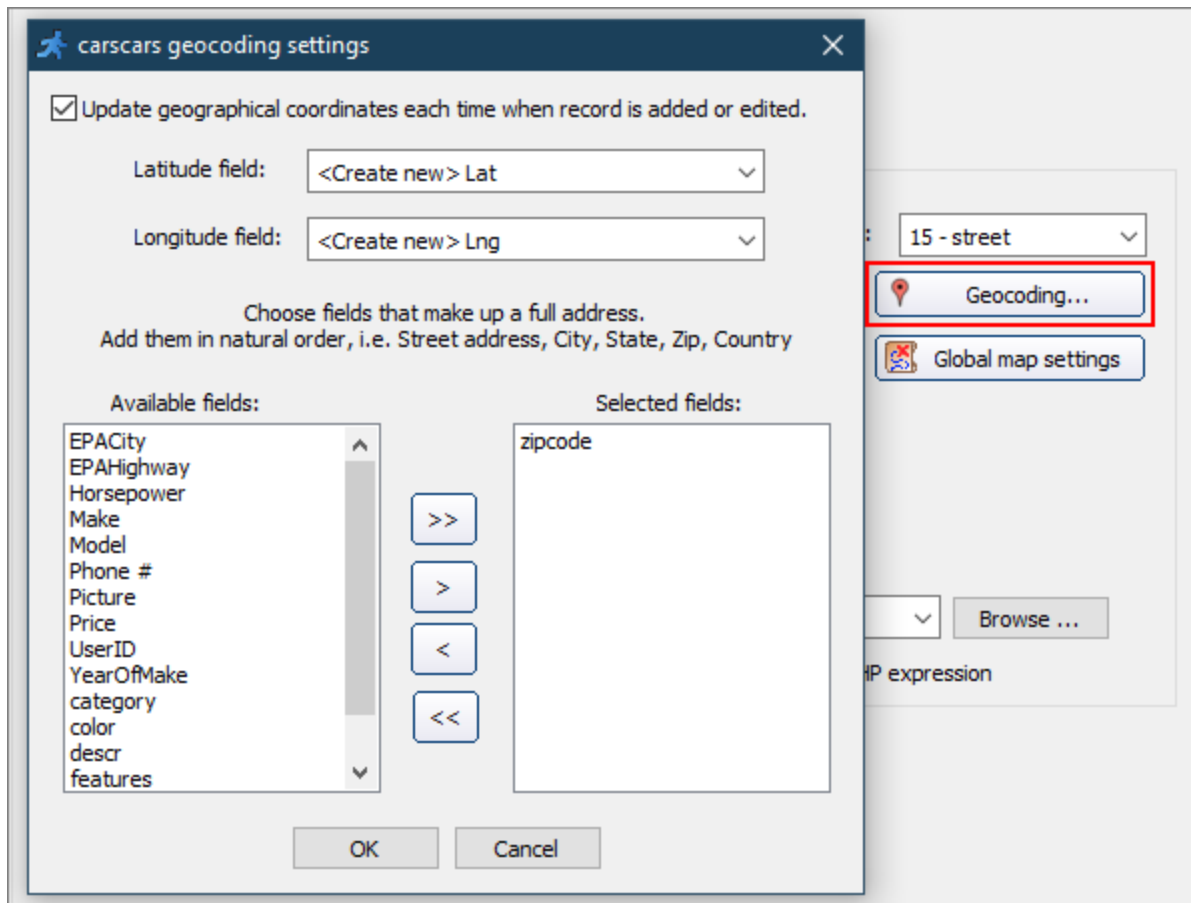 carscars geocoding settings
Update geographical coordinates each time when record is added or edited.
Latitude field:
<Create new> Lat
Longitude field:
<Create new> Lng
Choose fields that make up a full address.
Add them in natural order, i.e. Street address, City, State, Zip, Country
Available fields:
EPACity
EPAHighway
Horsepower
Make
Model
Phone #
Picture
Price
UserID
YearOfMake
category
color
descr
features
>>
>
<
<<
Selected fields:
zipcode
OK
Cancel
:
15 - street
Geocoding...
Global map settings
Browse ...
expression